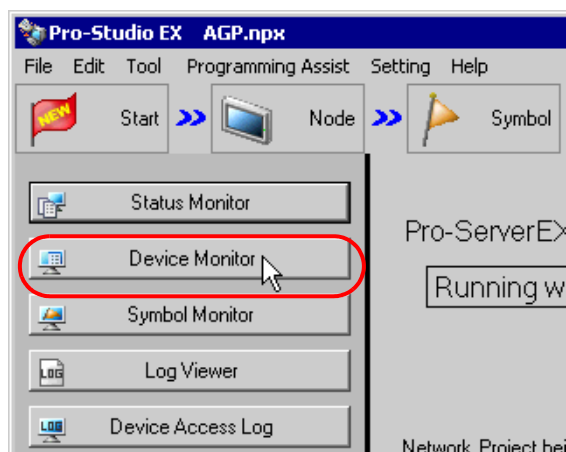 Pro-Studio EX AGP.npx
File Edit Tool Programming Assist Setting Help
NEW Start Node Symbol
Status Monitor
Device Monitor
Symbol Monitor
LOG Log Viewer
LOG Device Access Log
Pro-ServerEX
Running w
Network Project bei